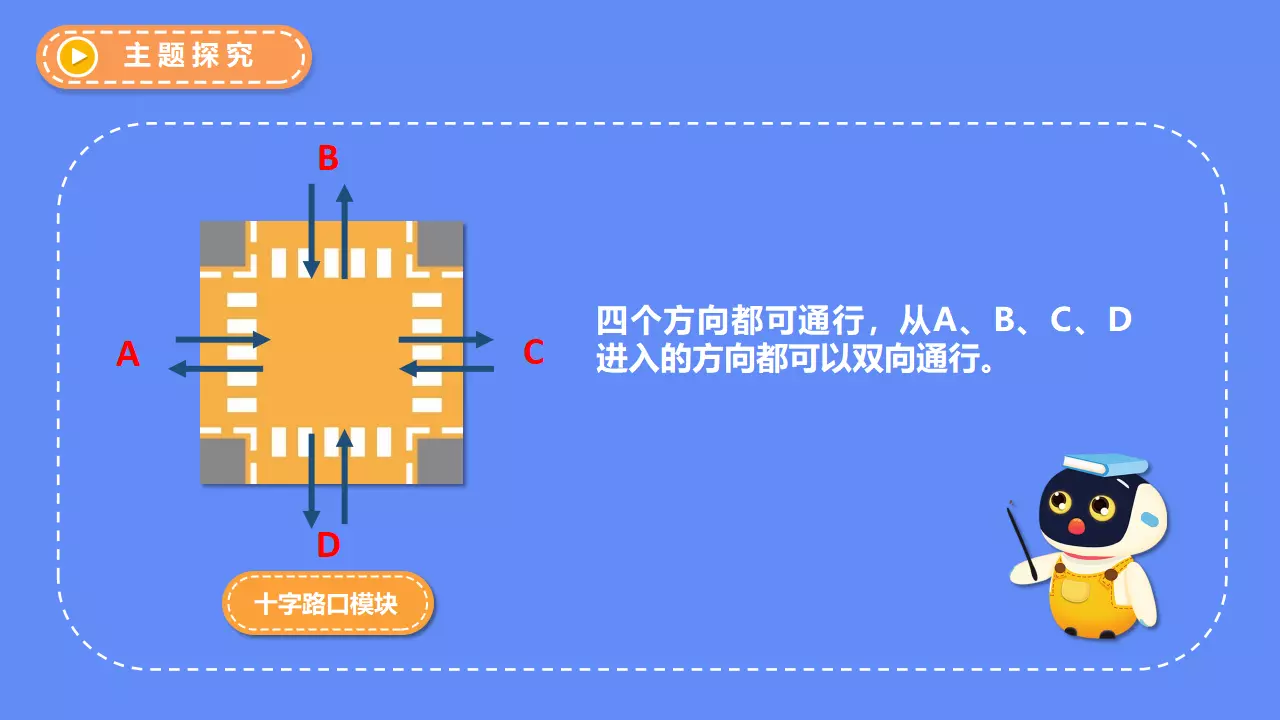 主题探究
B
A
C
四个方向都可通行，从A、B、C、D
进入的方向都可以双向通行。
D
十字路口模块